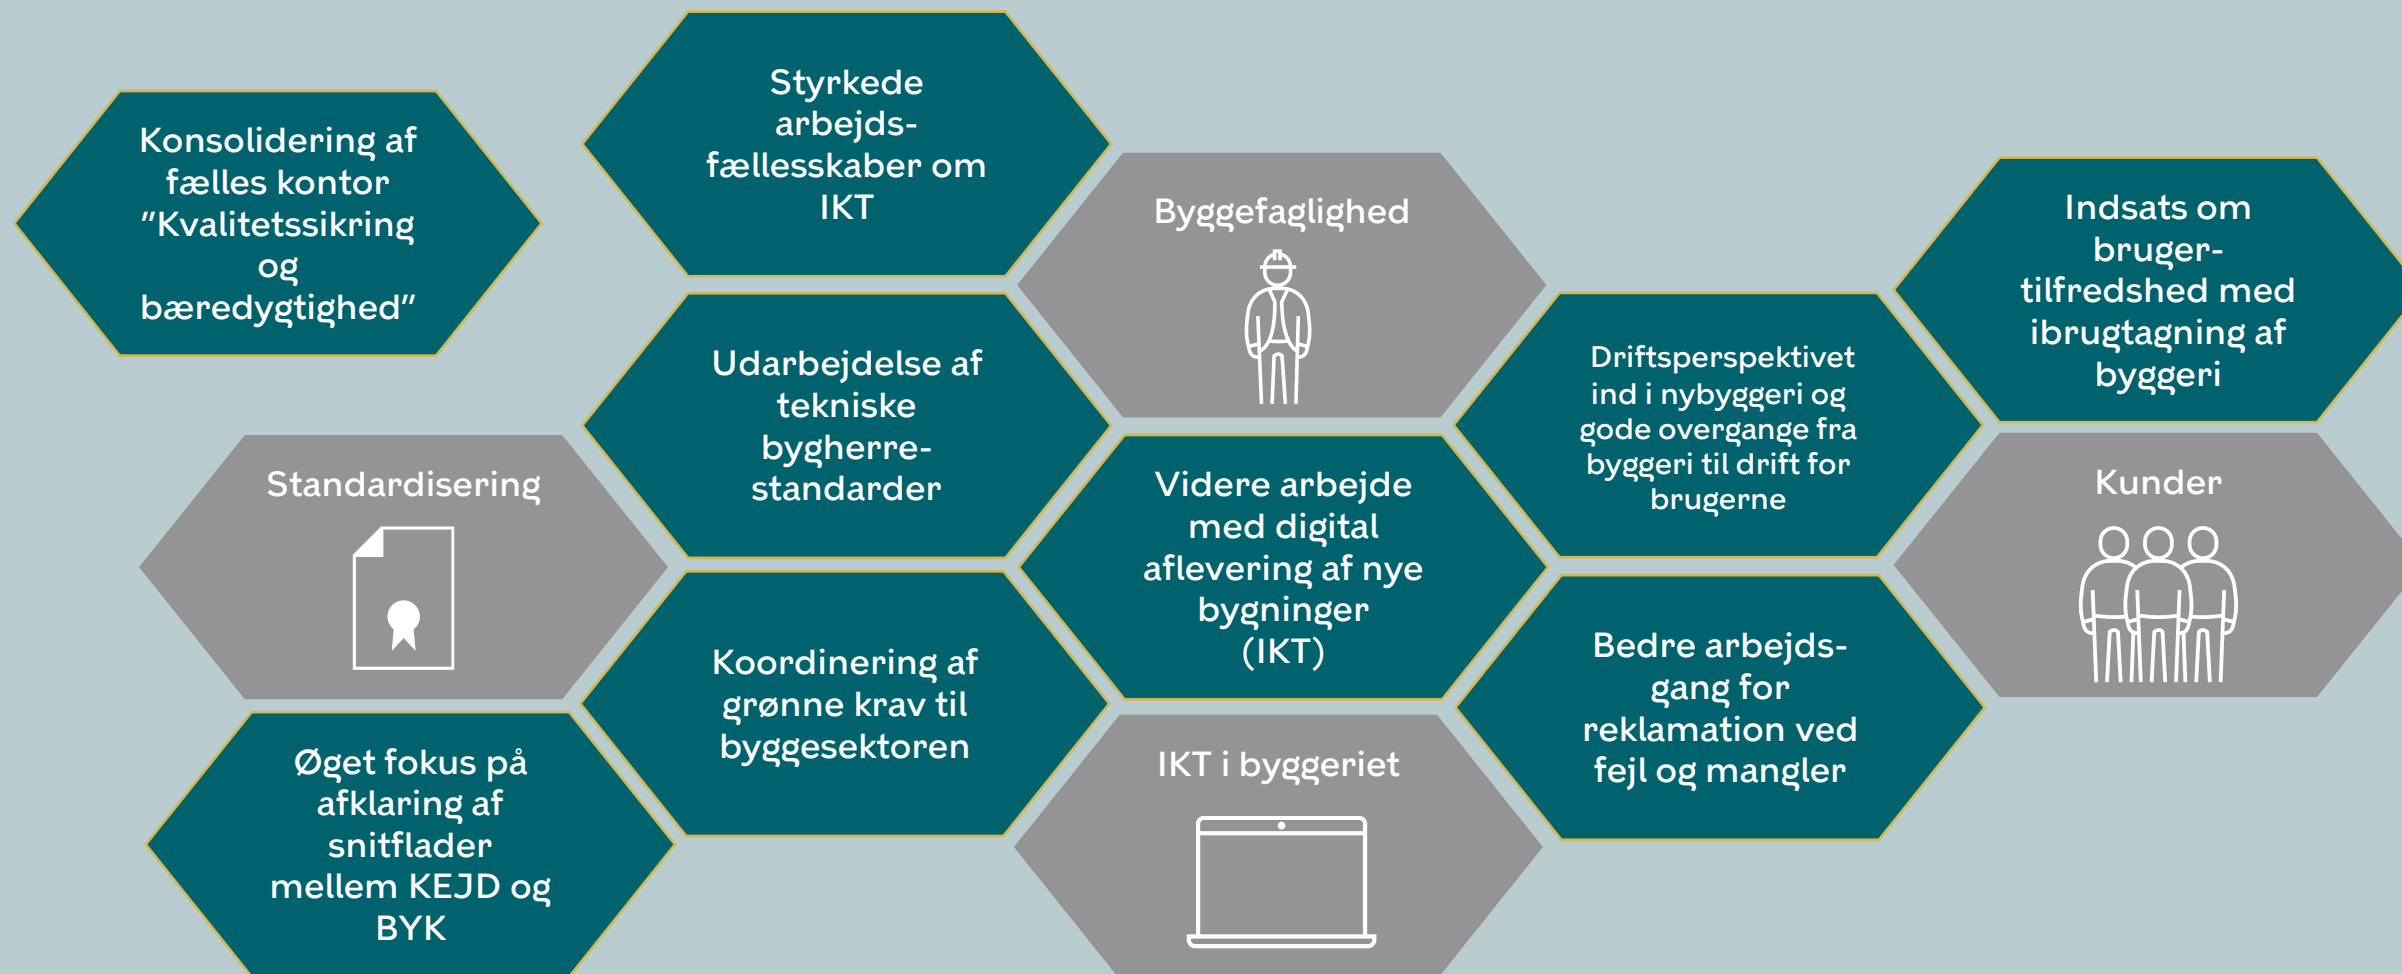 Konsolidering af
fælles kontor
"Kvalitetssikring
og
bæredygtighed"
Styrkede
arbejds-
fællesskaber om
IKT
Byggefaglighed
Indsats om
bruger-
tilfredshed med
ibrugtagning af
byggeri
Udarbejdelse af
tekniske
bygherre-
standarder
Driftsperspektivet
ind i nybyggeri og
gode overgange fra
byggeri til drift for
brugerne
Standardisering
Videre arbejde
med digital
aflevering af nye
bygninger
(IKT)
Kunder
Koordinering af
grønne krav til
byggesektoren
Bedre arbejds-
gang for
reklamation ved
fejl og mangler
Øget fokus på
afklaring af
snitflader
mellem KEJD og
BYK
IKT i byggeriet